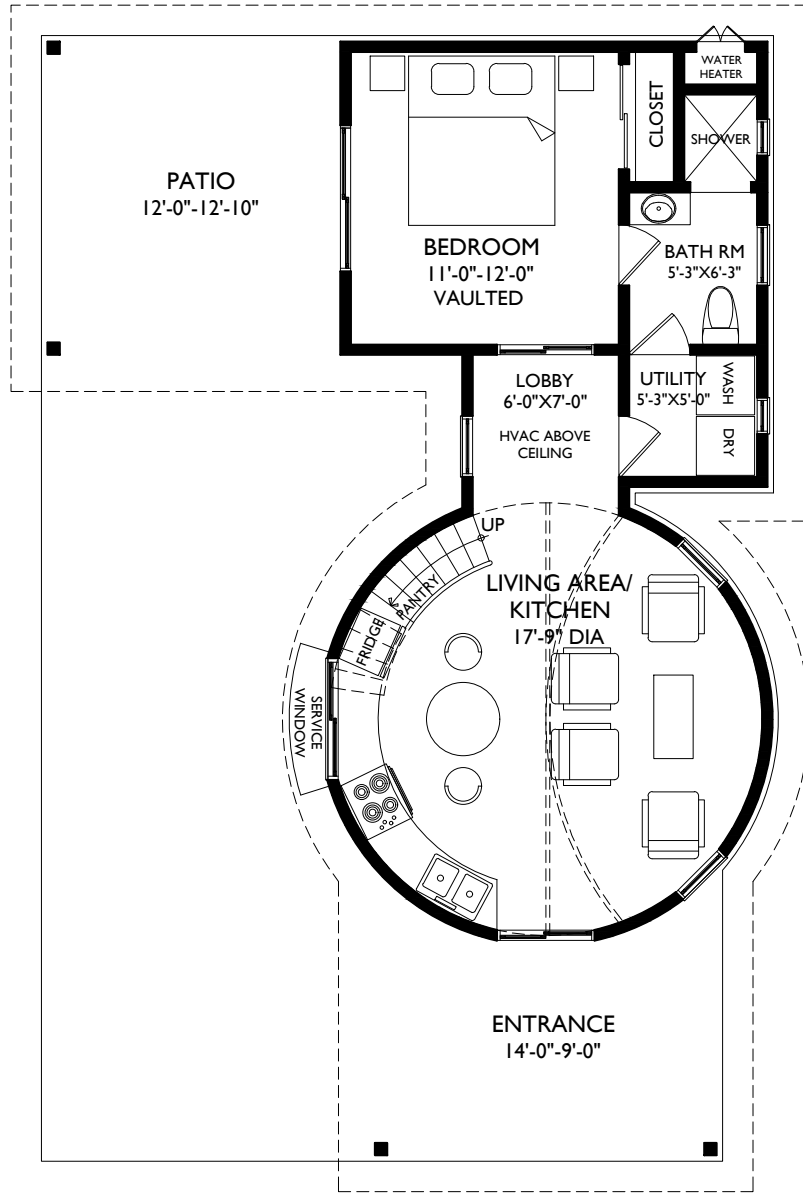 WATER
HEATER
CLOSET
SHOWER
PATIO
12'-0"-12'-10"
BEDROOM
11'-0"-12'-0"
VAULTED
BATH RM
5'-3"X6'-3"
LOBBY
6'-0"X7'-0"
HVAC ABOVE
CEILING
UTILITY
5'-3"X5'-0"
WASH
DRY
UP
PANTRY
FRIDGE
LIVING AREA/
KITCHEN
17'-9" DIA
SERVICE
WINDOW
ENTRANCE
14'-0"-9'-0"